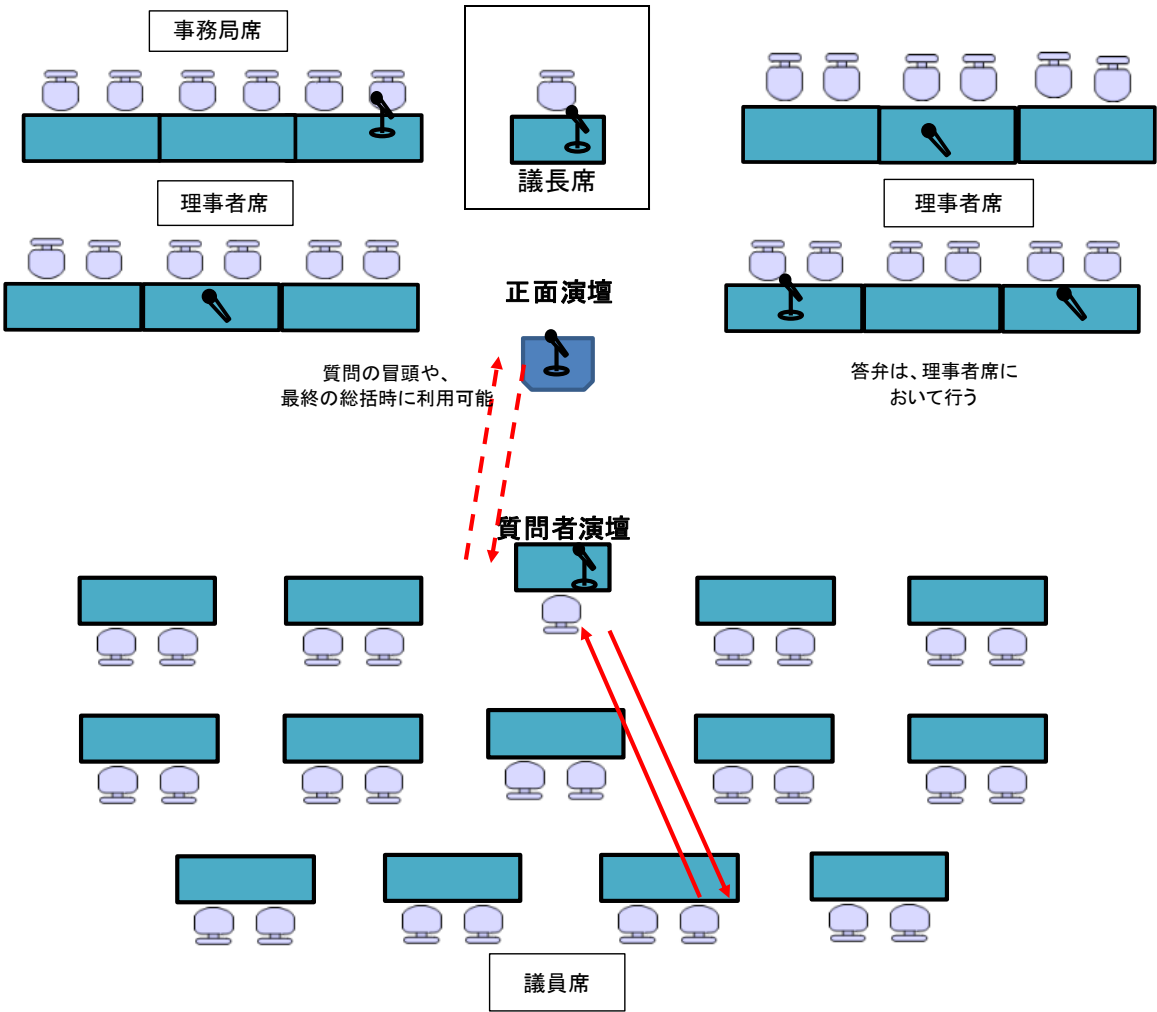 事務局席
議長席
理事者席
理事者席
正面演壇
質問の冒頭や、
最終の総括時に利用可能
答弁は、理事者席に
おいて行う
質問者演壇
議員席